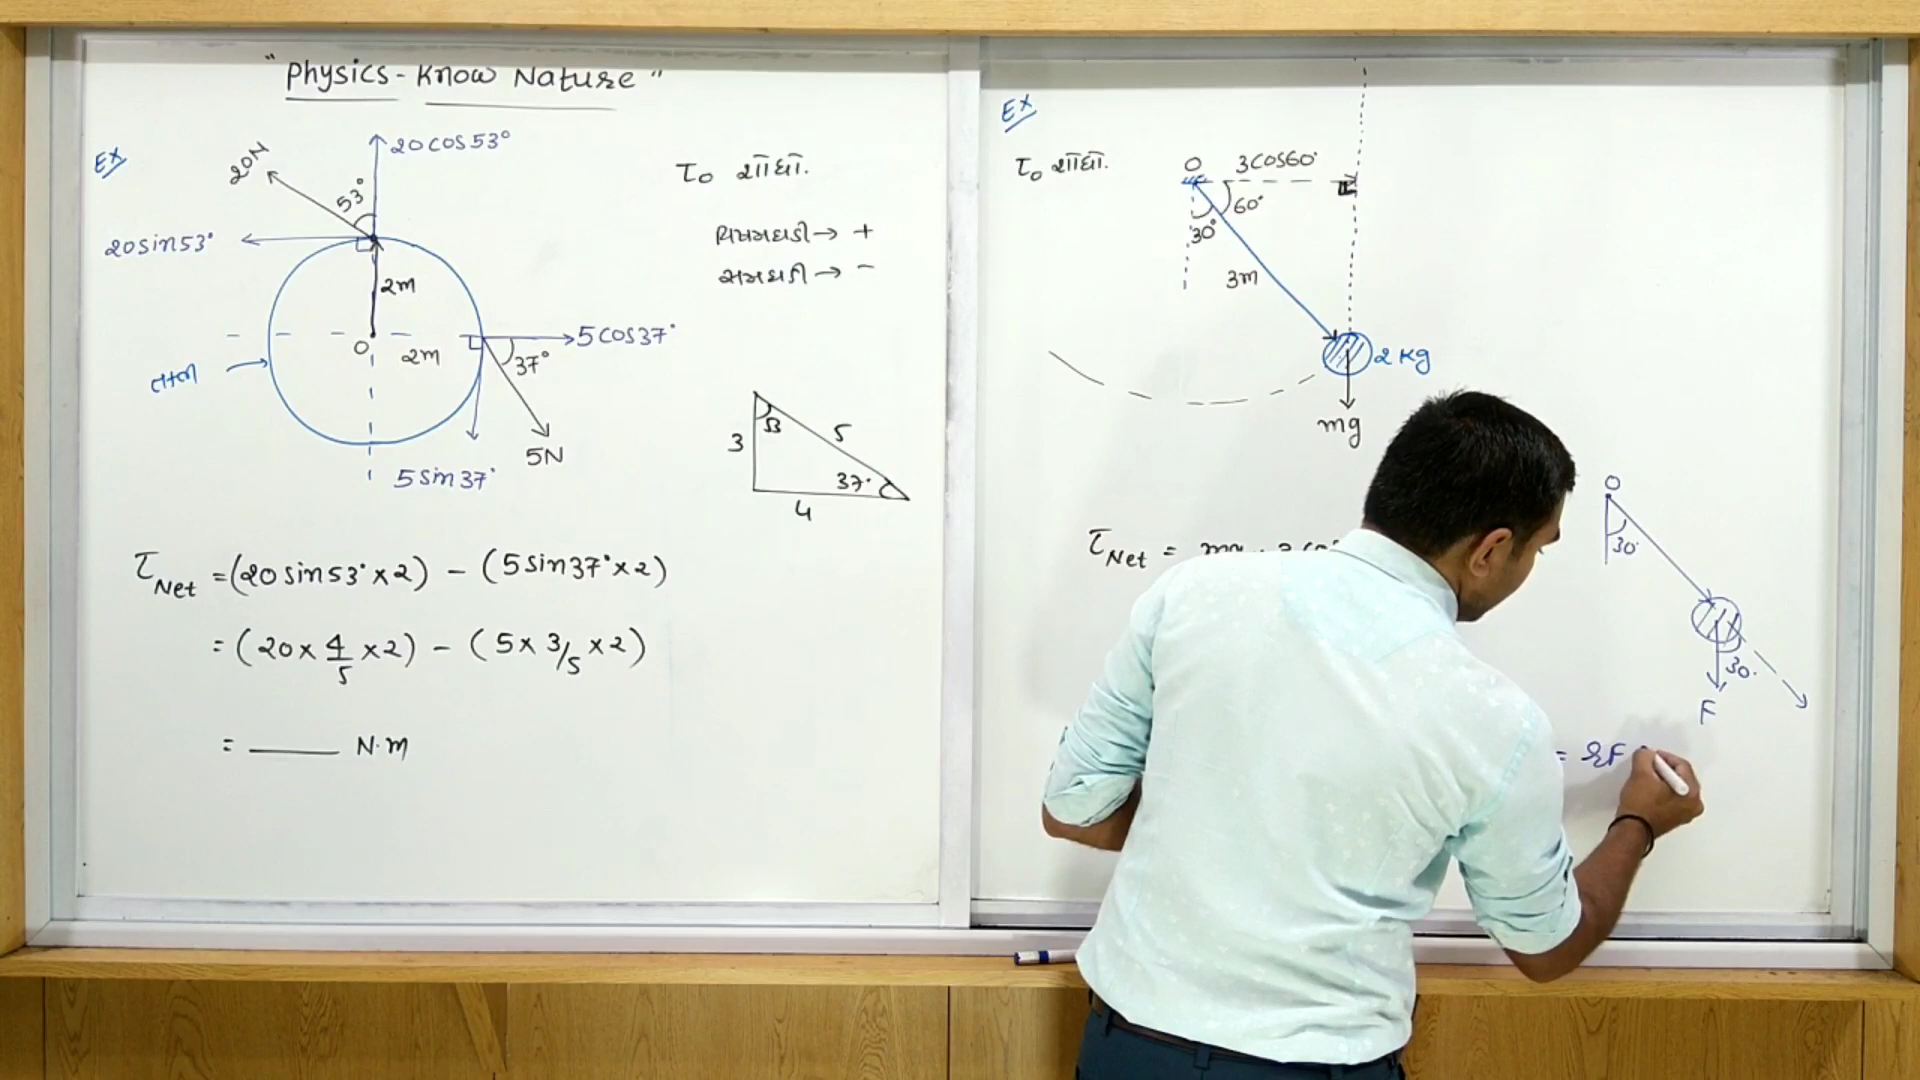 "Physics - Know Nature"
Ex
20N
53°
20cos53°
20sin53°
2m
O
2m
5cos37°
37°
5N
5sin37°
τo શોધો.
→ +
→ -
3
53
5
37°
4
τNet = (20sin53°×2) - (5sin37°×2)
= (20×4/5×2) - (5×3/5×2)
= ____ N·m
Ex
τo શોધો.
O
3cos60°
60°
30°
3m
2kg
mg
τNet =
O
30°
30°
F
= rF